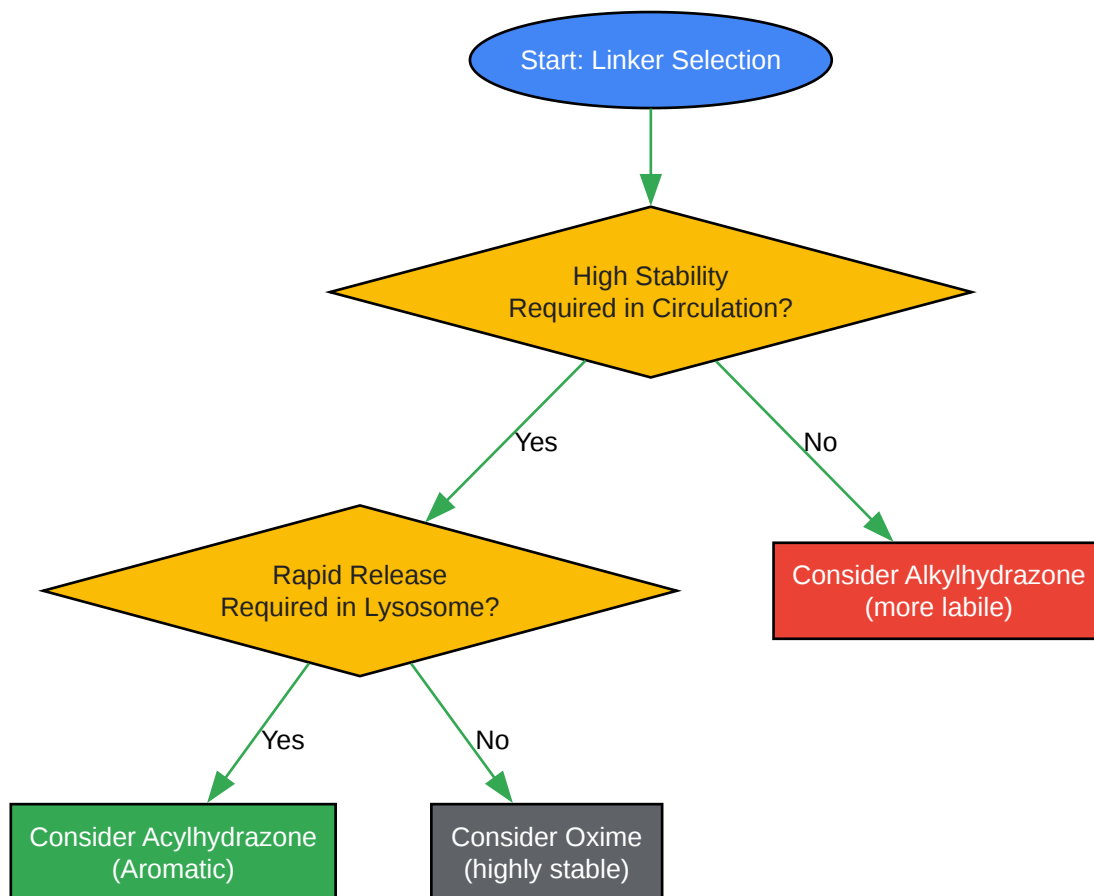 Start: Linker Selection
High Stability
Required in Circulation?
Yes
No
Rapid Release
Required in Lysosome?
Consider Alkylhydrazone
(more labile)
Yes
No
Consider Acylhydrazone
(Aromatic)
Consider Oxime
(highly stable)